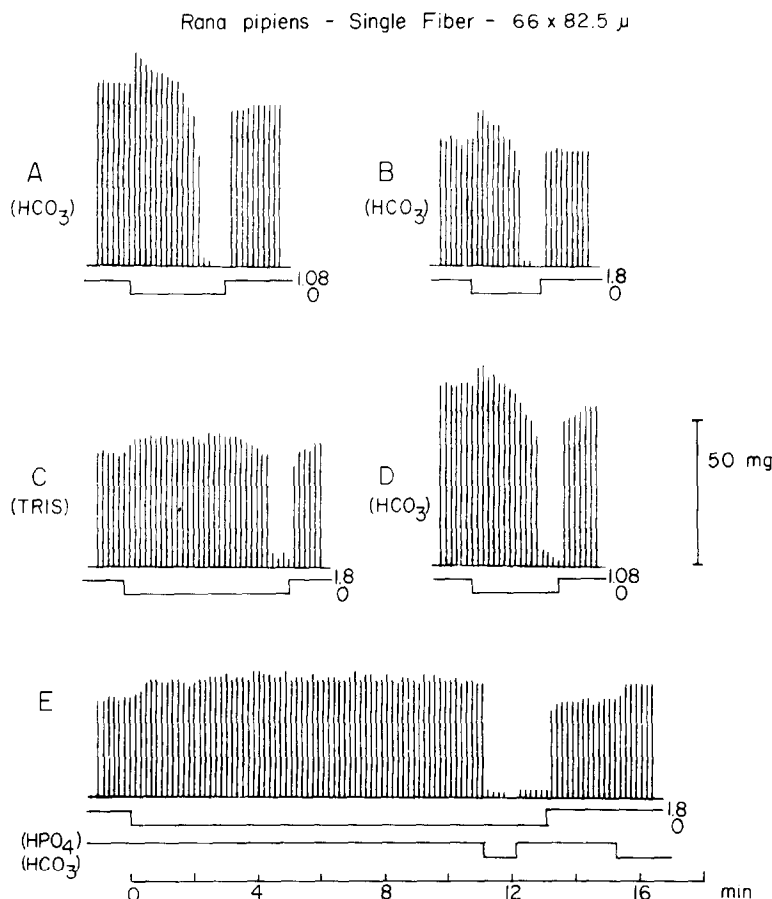 Rana pipiens - Single Fiber - 66 x 82.5 μ
A
(HCO₃)
1.08
0
B
(HCO₃)
1.8
0
C
(TRIS)
1.8
0
D
(HCO₃)
1.08
0
50 mg
E
1.8
0
(HPO₄)
(HCO₃)
0 4 8 12 16 min